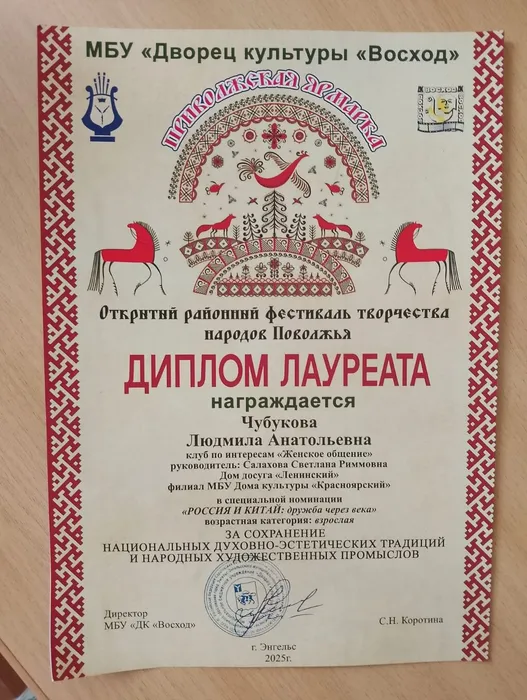 МБУ «Дворец культуры «Восход»
ПРИВОЛЖСКАЯ ЯРМАРКА
ВОСХОД
Открытый районный фестиваль творчества
народов Поволжья
ДИПЛОМ ЛАУРЕАТА
награждается
Чубукова
Людмила Анатольевна
клуб по интересам «Женское общение»
руководитель: Салахова Светлана Риммовна
Дом досуга «Ленинский»
филиал МБУ Дома культуры «Красноярский»
в специальной номинации
«РОССИЯ И КИТАЙ: дружба через века»
возрастная категория: взрослая
ЗА СОХРАНЕНИЕ
НАЦИОНАЛЬНЫХ ДУХОВНО-ЭСТЕТИЧЕСКИХ ТРАДИЦИЙ
И НАРОДНЫХ ХУДОЖЕСТВЕННЫХ ПРОМЫСЛОВ
Директор
МБУ «ДК «Восход»
С.Н. Коротина
г. Энгельс
2025г.